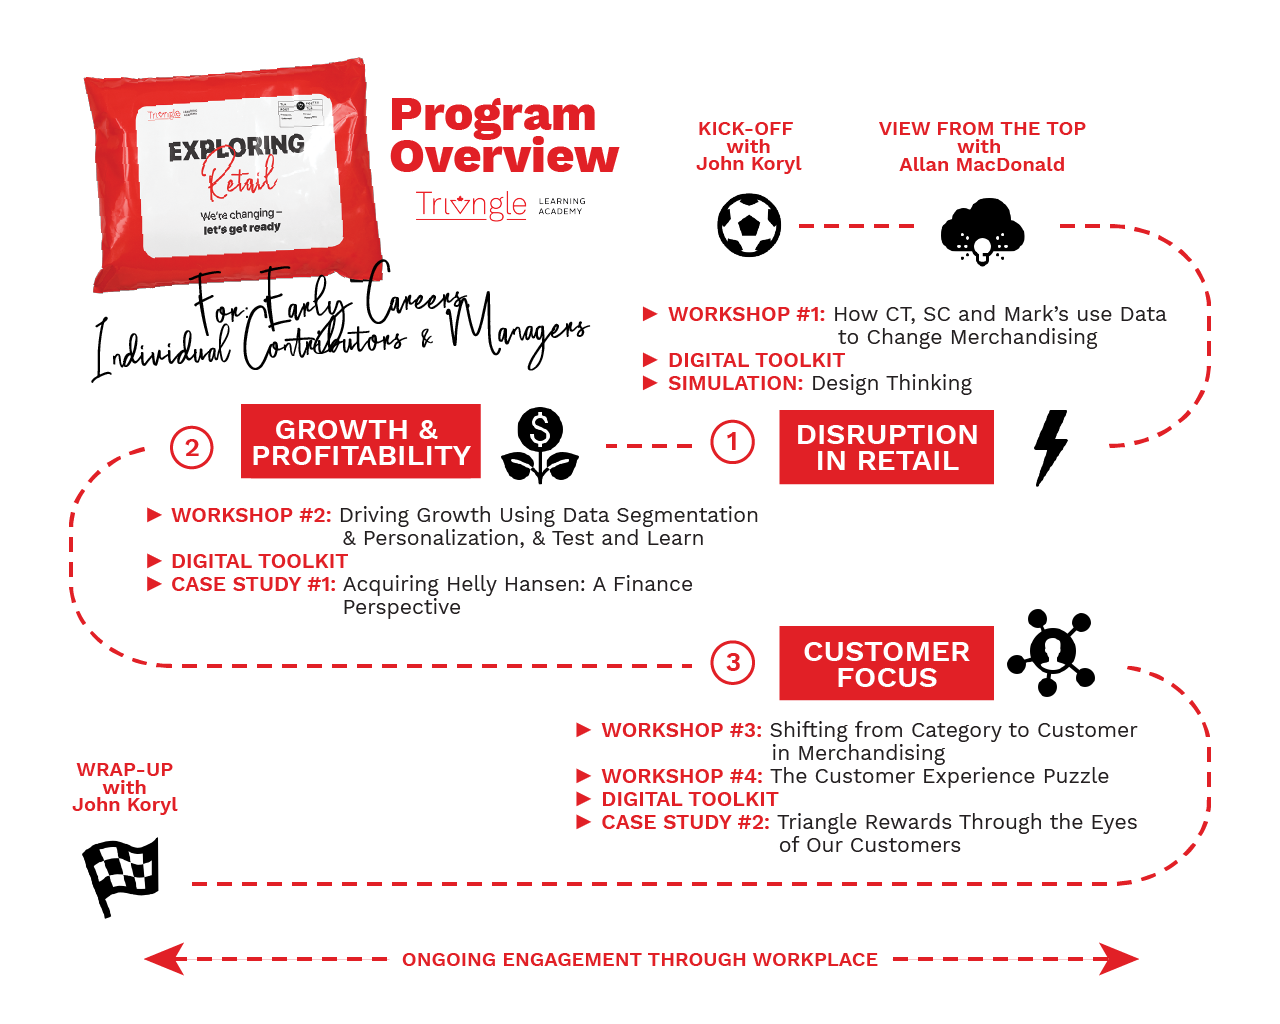 Triangle LEARNING ACADEMY
EXPLORING
Retail
We're changing –
let's get ready
Program
Overview
Triangle LEARNING
ACADEMY
For: Early Careers,
Individual Contributors & Managers
KICK-OFF
with
John Koryl
VIEW FROM THE TOP
with
Allan MacDonald
► WORKSHOP #1: How CT, SC and Mark's use Data
to Change Merchandising
► DIGITAL TOOLKIT
► SIMULATION: Design Thinking
1
DISRUPTION
IN RETAIL
2
GROWTH &
PROFITABILITY
$
► WORKSHOP #2: Driving Growth Using Data Segmentation
& Personalization, & Test and Learn
► DIGITAL TOOLKIT
► CASE STUDY #1: Acquiring Helly Hansen: A Finance
Perspective
3
CUSTOMER
FOCUS
► WORKSHOP #3: Shifting from Category to Customer
in Merchandising
► WORKSHOP #4: The Customer Experience Puzzle
► DIGITAL TOOLKIT
► CASE STUDY #2: Triangle Rewards Through the Eyes
of Our Customers
WRAP-UP
with
John Koryl
ONGOING ENGAGEMENT THROUGH WORKPLACE